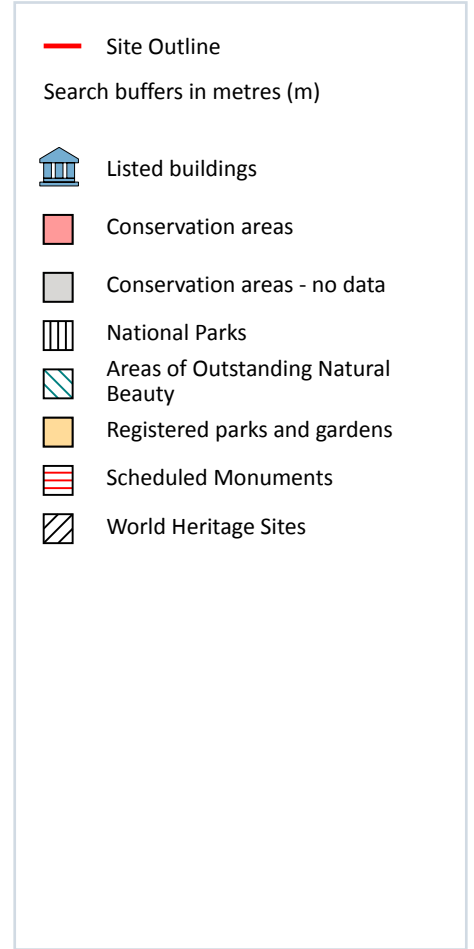 Site Outline
Search buffers in metres (m)
Listed buildings
Conservation areas
Conservation areas - no data
National Parks
Areas of Outstanding Natural
Beauty
Registered parks and gardens
Scheduled Monuments
World Heritage Sites